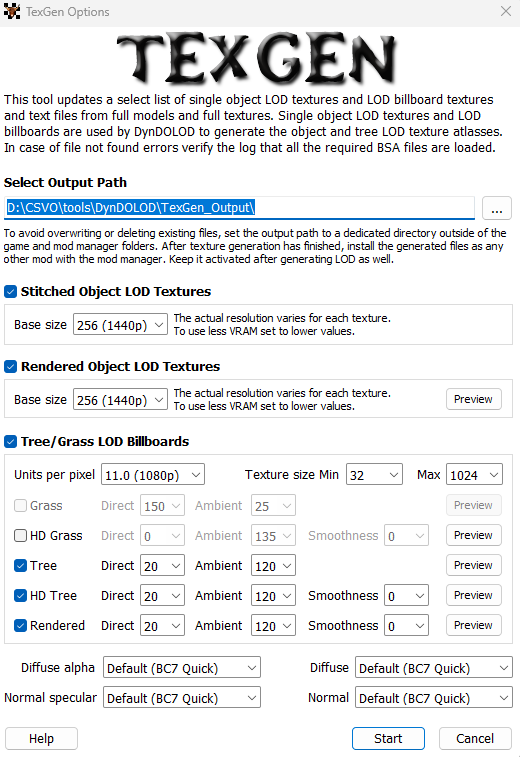 TexGen Options
TEXGEN
This tool updates a select list of single object LOD textures and LOD billboard textures
and text files from full models and full textures. Single object LOD textures and LOD
billboards are used by DynDOLOD to generate the object and tree LOD texture atlasses.
In case of file not found errors verify the log that all the required BSA files are loaded.
Select Output Path
D:\CSVO\tools\DynDOLOD\TexGen_Output\
...
To avoid overwriting or deleting existing files, set the output path to a dedicated directory outside of the
game and mod manager folders. After texture generation has finished, install the generated files as any
other mod with the mod manager. Keep it activated after generating LOD as well.
Stitched Object LOD Textures
Base size 256 (1440p) The actual resolution varies for each texture.
To use less VRAM set to lower values.
Rendered Object LOD Textures
Base size 256 (1440p) The actual resolution varies for each texture.
To use less VRAM set to lower values.
Preview
Tree/Grass LOD Billboards
Units per pixel 11.0 (1080p) Texture size Min 32 Max 1024
Grass Direct 150 Ambient 25 Preview
HD Grass Direct 0 Ambient 135 Smoothness 0 Preview
Tree Direct 20 Ambient 120 Preview
HD Tree Direct 20 Ambient 120 Smoothness 0 Preview
Rendered Direct 20 Ambient 120 Smoothness 0 Preview
Diffuse alpha Default (BC7 Quick) Diffuse Default (BC7 Quick)
Normal specular Default (BC7 Quick) Normal Default (BC7 Quick)
Help Start Cancel